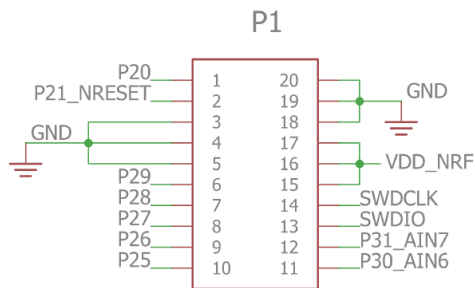 P1
P20 1 20
P21_NRESET 2 19 GND
3 18
GND 4 17
5 16 VDD_NRF
P29 6 15
P28 7 14 SWDCLK
P27 8 13 SWDIO
P26 9 12 P31_AIN7
P25 10 11 P30_AIN6